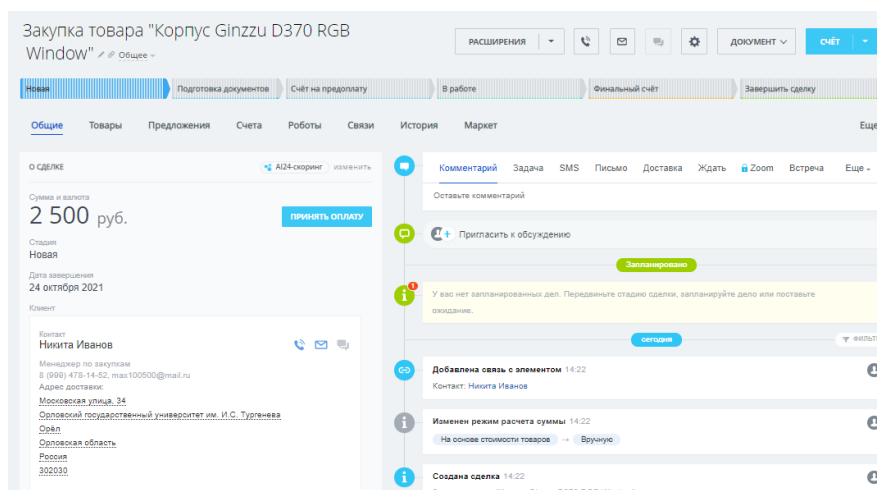 Закупка товара "Корпус Ginzzu D370 RGB
Window" Общее
РАСШИРЕНИЯ
ДОКУМЕНТ
СЧЁТ
Новая
Подготовка документов
Счёт на предоплату
В работе
Финальный счёт
Завершить сделку
Общие Товары Предложения Счета Роботы Связи История Маркет Еще
О СДЕЛКЕ
AI24-скоринг
изменить
Сумма и валюта
2 500 руб.
ПРИНЯТЬ ОПЛАТУ
Стадия
Новая
Дата завершения
24 октября 2021
Клиент
Контакт
Никита Иванов
Менеджер по закупкам
8 (999) 478-14-52, max100500@mail.ru
Адрес доставки:
Московская улица, 34
Орловский государственный университет им. И.С. Тургенева
Орёл
Орловская область
Россия
302030
Комментарий Задача SMS Письмо Доставка Ждать Zoom Встреча Еще
Оставьте комментарий
Пригласить к обсуждению
Запланировано
1
У вас нет запланированных дел. Передвиньте стадию сделки, запланируйте дело или поставьте
ожидание.
сегодня
Добавлена связь с элементом 14:22
Контакт: Никита Иванов
Изменен режим расчета суммы 14:22
На основе стоимости товаров → Вручную
Создана сделка 14:22